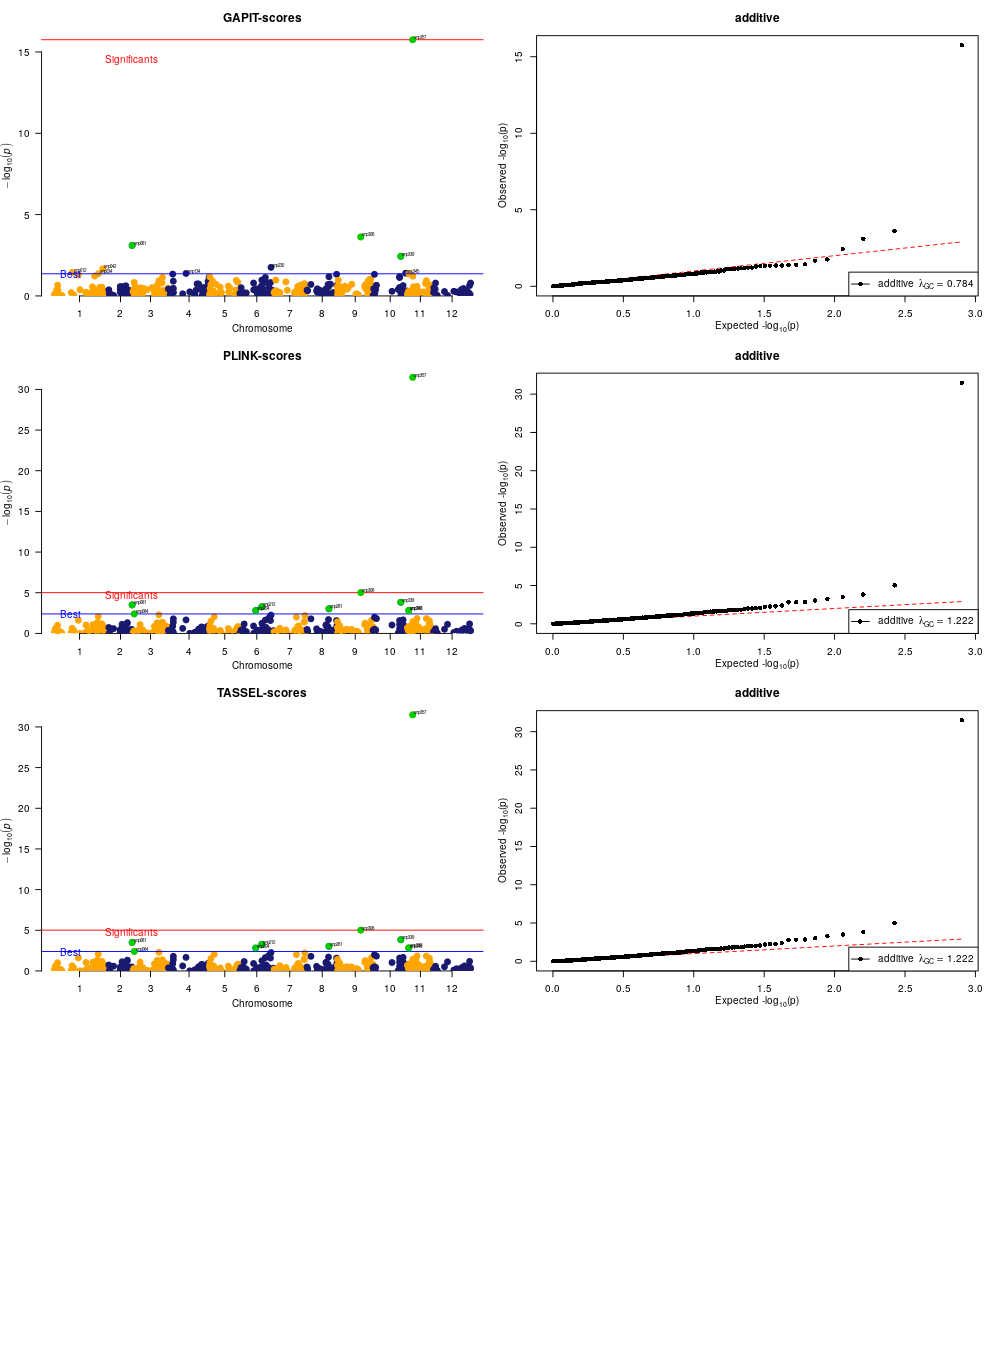 GAPIT-scores
additive
− log10(p)
15
10
5
0
Significants
Best
1 2 3 4 5 6 7 8 9 10 11 12
Chromosome
Observed -log10(p)
15
10
5
0
additive λGC = 0.784
0.0 0.5 1.0 1.5 2.0 2.5 3.0
Expected -log10(p)
PLINK-scores
additive
− log10(p)
30
25
20
15
10
5
0
Significants
Best
1 2 3 4 5 6 7 8 9 10 11 12
Chromosome
Observed -log10(p)
30
25
20
15
10
5
0
additive λGC = 1.222
0.0 0.5 1.0 1.5 2.0 2.5 3.0
Expected -log10(p)
TASSEL-scores
additive
− log10(p)
30
25
20
15
10
5
0
Significants
Best
1 2 3 4 5 6 7 8 9 10 11 12
Chromosome
Observed -log10(p)
30
25
20
15
10
5
0
additive λGC = 1.222
0.0 0.5 1.0 1.5 2.0 2.5 3.0
Expected -log10(p)